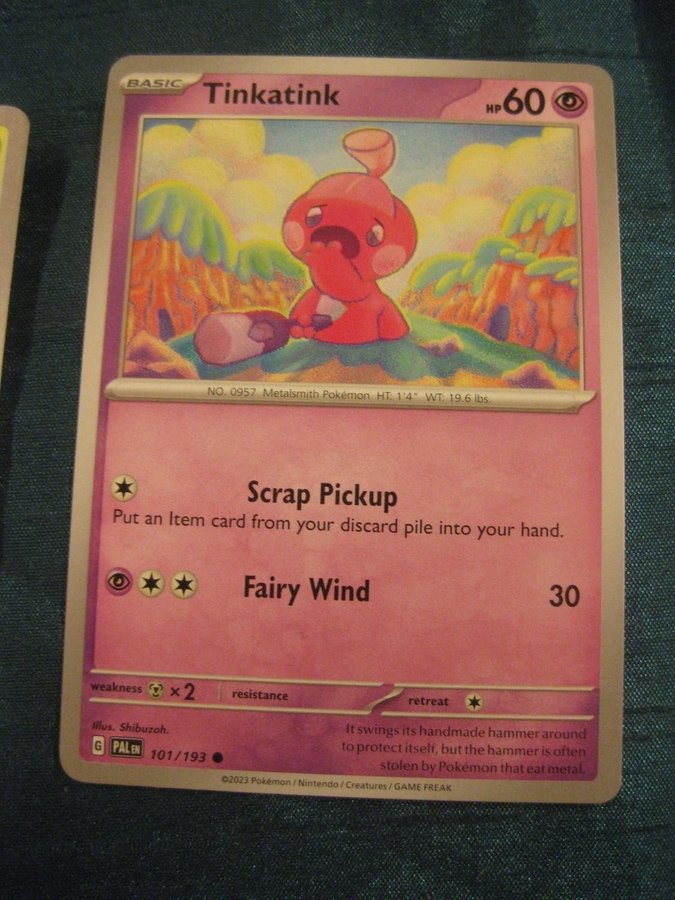 BASIC Tinkatink HP60
NO. 0957 Metalsmith Pokémon HT: 1'4" WT: 19.6 lbs.
Scrap Pickup
Put an Item card from your discard pile into your hand.
Fairy Wind 30
weakness ×2 resistance retreat
Illus. Shibuzoh.
It swings its handmade hammer around
to protect itself, but the hammer is often
stolen by Pokémon that eat metal.
G PAL EN 101/193
©2023 Pokémon / Nintendo / Creatures / GAME FREAK